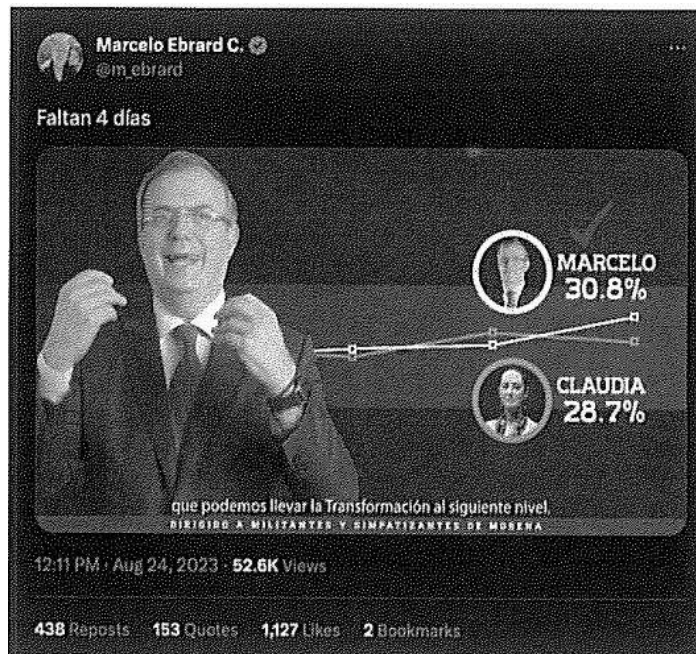 Marcelo Ebrard C.
@m_ebrard
Faltan 4 días
MARCELO
30.8%
CLAUDIA
28.7%
que podemos llevar la Transformación al siguiente nivel,
DIRIGIDO A MILITANTES Y SIMPATIZANTES DE MORENA
12:11 PM · Aug 24, 2023 · 52.6K Views
438 Reposts 153 Quotes 1,127 Likes 2 Bookmarks